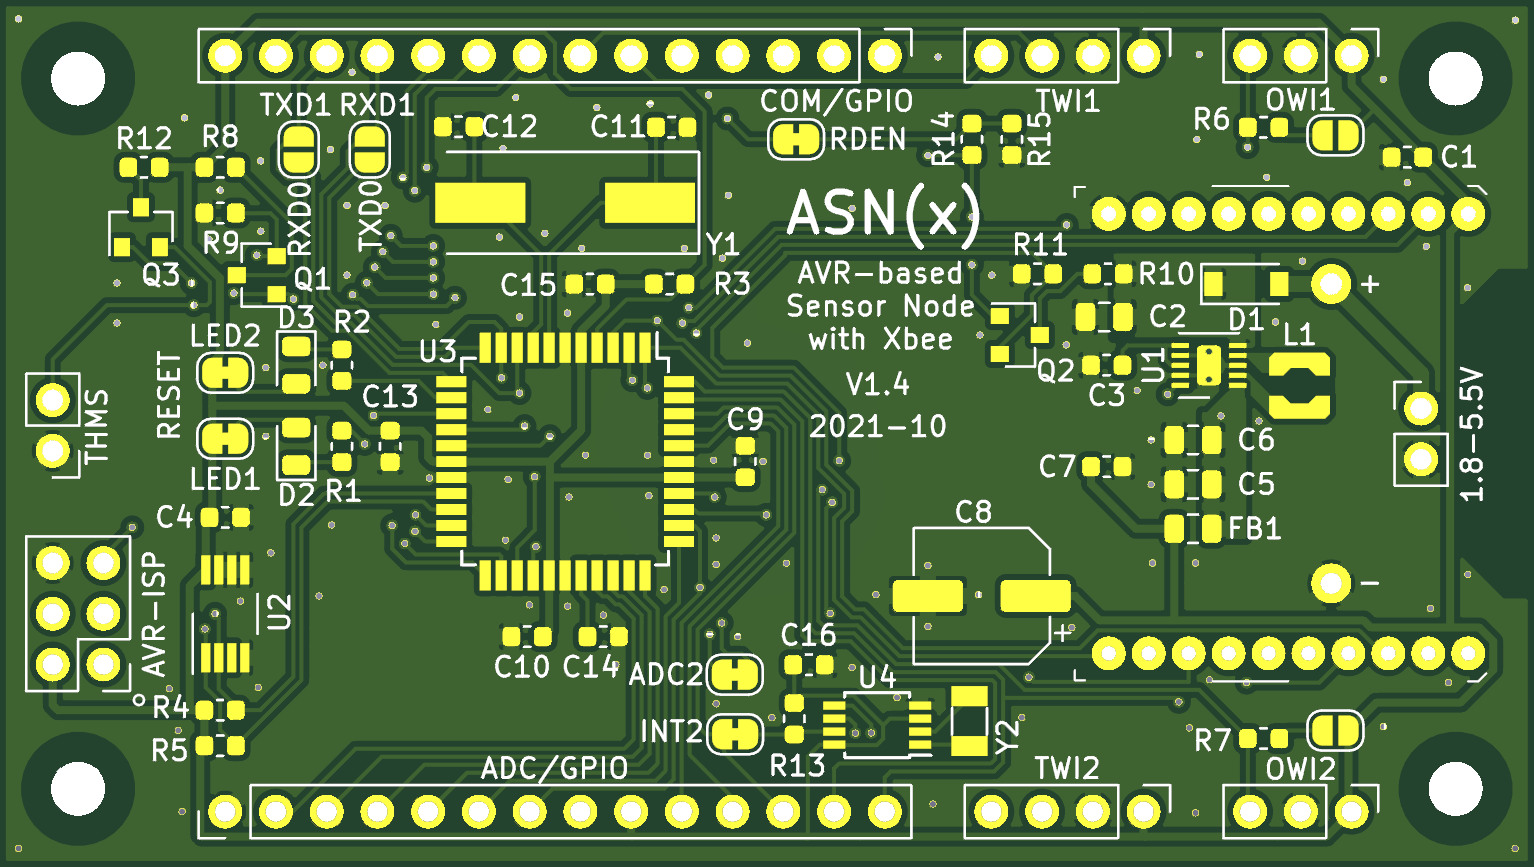 TXD1 RXD1
COM/GPIO
TWI1
OWI1
R12
R8
C12
C11
RDEN
R14
R15
R6
C1
RXD0
TXD0
R9
Q3
Q1
Y1
ASN(x)
AVR-based
Sensor Node
with Xbee
V1.4
2021-10
R11
R10
C15
R3
D3
R2
LED2
U3
C2
D1
+
U1
L1
Q2
C3
RESET
THMS
C13
C9
LED1
D2
R1
C7
C6
C5
FB1
1.8-5.5V
C4
C8
AVR-ISP
U2
C10
C14
C16
+
-
ADC2
U4
R4
R5
INT2
R13
Y2
R7
ADC/GPIO
TWI2
OWI2